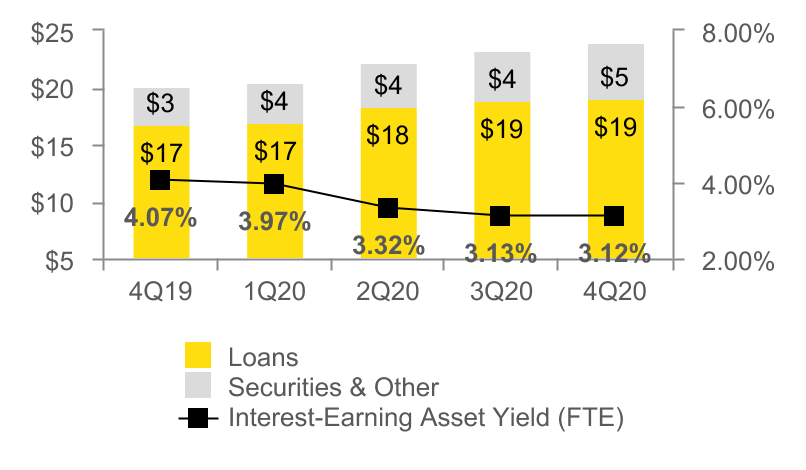 $25 8.00%
$3 $4 $4 $4 $5
$20
6.00%
$17 $17 $18 $19 $19
$15
$10 4.00%
4.07% 3.97% 3.32% 3.13% 3.12%
$5 2.00%
4Q19 1Q20 2Q20 3Q20 4Q20
Loans
Securities & Other
Interest-Earning Asset Yield (FTE)